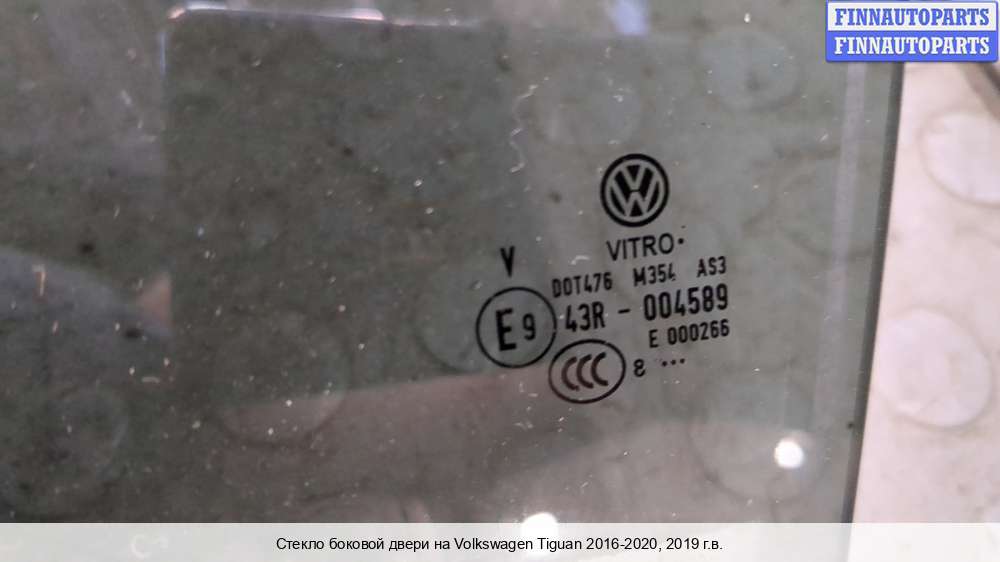 FINNAUTOPARTS
FINNAUTOPARTS
VITRO·
V
DOT476 M354 AS3
E9 43R - 004589
E 000266
CCC 8 ···
Стекло боковой двери на Volkswagen Tiguan 2016-2020, 2019 г.в.